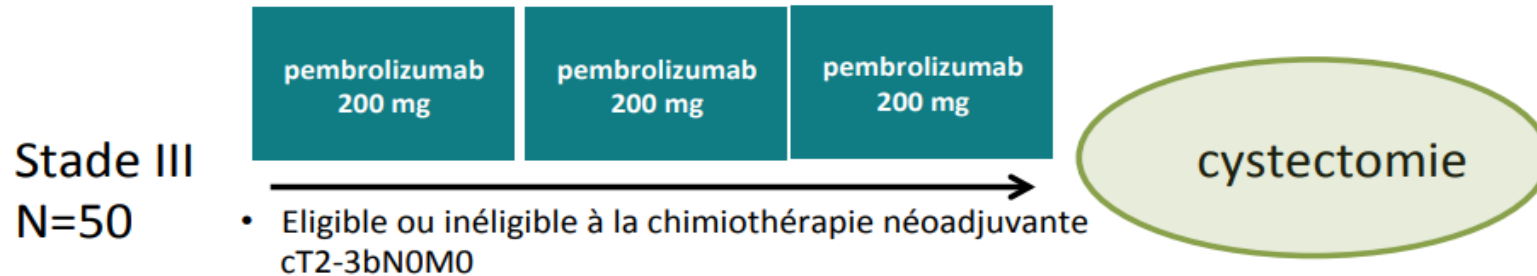 pembrolizumab
200 mg
pembrolizumab
200 mg
pembrolizumab
200 mg
Stade III
N=50
• Eligible ou inéligible à la chimiothérapie néoadjuvante
cT2-3bN0M0
cystectomie